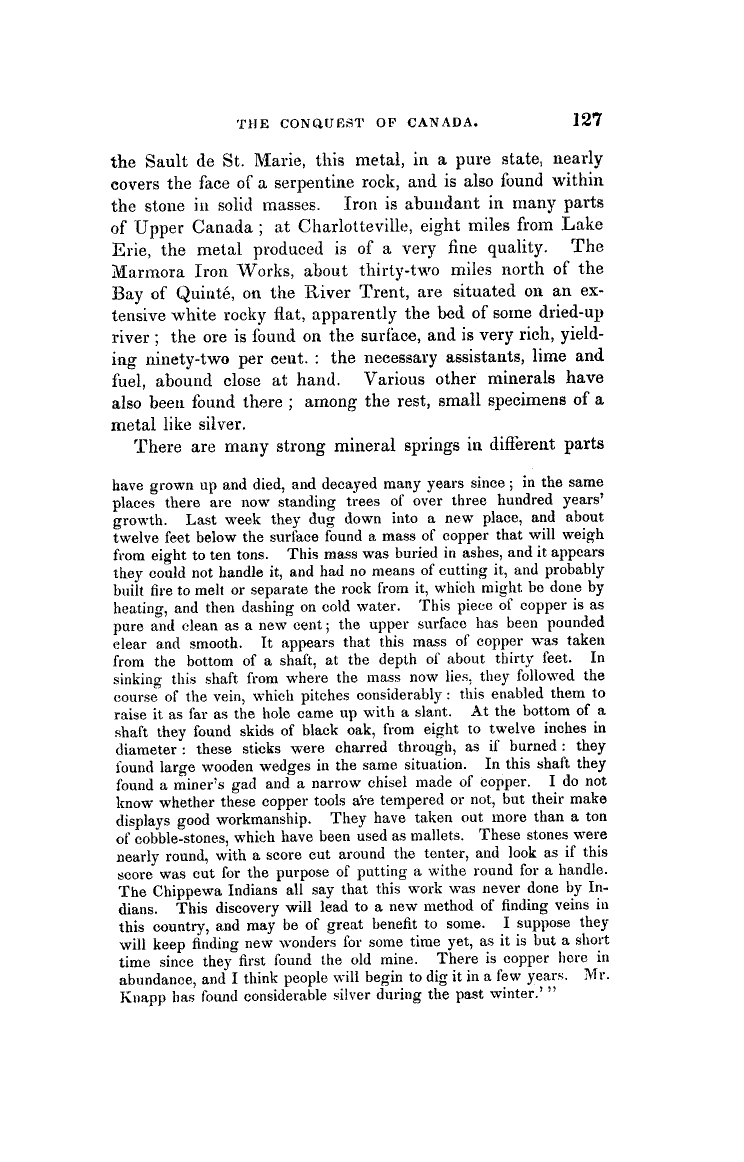 THE CONQUEST OF CANADA. 127
the Sault de St. Marie, this metal, in a pure state, nearly
covers the face of a serpentine rock, and is also found within
the stone in solid masses. Iron is abundant in many parts
of Upper Canada ; at Charlotteville, eight miles from Lake
Erie, the metal produced is of a very fine quality. The
Marmora Iron Works, about thirty-two miles north of the
Bay of Quinté, on the River Trent, are situated on an ex-
tensive white rocky flat, apparently the bed of some dried-up
river ; the ore is found on the surface, and is very rich, yield-
ing ninety-two per cent. : the necessary assistants, lime and
fuel, abound close at hand. Various other minerals have
also been found there ; among the rest, small specimens of a
metal like silver.
There are many strong mineral springs in different parts
have grown up and died, and decayed many years since ; in the same
places there are now standing trees of over three hundred years'
growth. Last week they dug down into a new place, and about
twelve feet below the surface found a mass of copper that will weigh
from eight to ten tons. This mass was buried in ashes, and it appears
they could not handle it, and had no means of cutting it, and probably
built fire to melt or separate the rock from it, which might be done by
heating, and then dashing on cold water. This piece of copper is as
pure and clean as a new cent ; the upper surface has been pounded
clear and smooth. It appears that this mass of copper was taken
from the bottom of a shaft, at the depth of about thirty feet. In
sinking this shaft from where the mass now lies, they followed the
course of the vein, which pitches considerably : this enabled them to
raise it as far as the hole came up with a slant. At the bottom of a
shaft they found skids of black oak, from eight to twelve inches in
diameter : these sticks were charred through, as if burned : they
found large wooden wedges in the same situation. In this shaft they
found a miner's gad and a narrow chisel made of copper. I do not
know whether these copper tools are tempered or not, but their make
displays good workmanship. They have taken out more than a ton
of cobble-stones, which have been used as mallets. These stones were
nearly round, with a score cut around the tenter, and look as if this
score was cut for the purpose of putting a withe round for a handle.
The Chippewa Indians all say that this work was never done by In-
dians. This discovery will lead to a new method of finding veins in
this country, and may be of great benefit to some. I suppose they
will keep finding new wonders for some time yet, as it is but a short
time since they first found the old mine. There is copper here in
abundance, and I think people will begin to dig it in a few years. Mr.
Knapp has found considerable silver during the past winter.' "